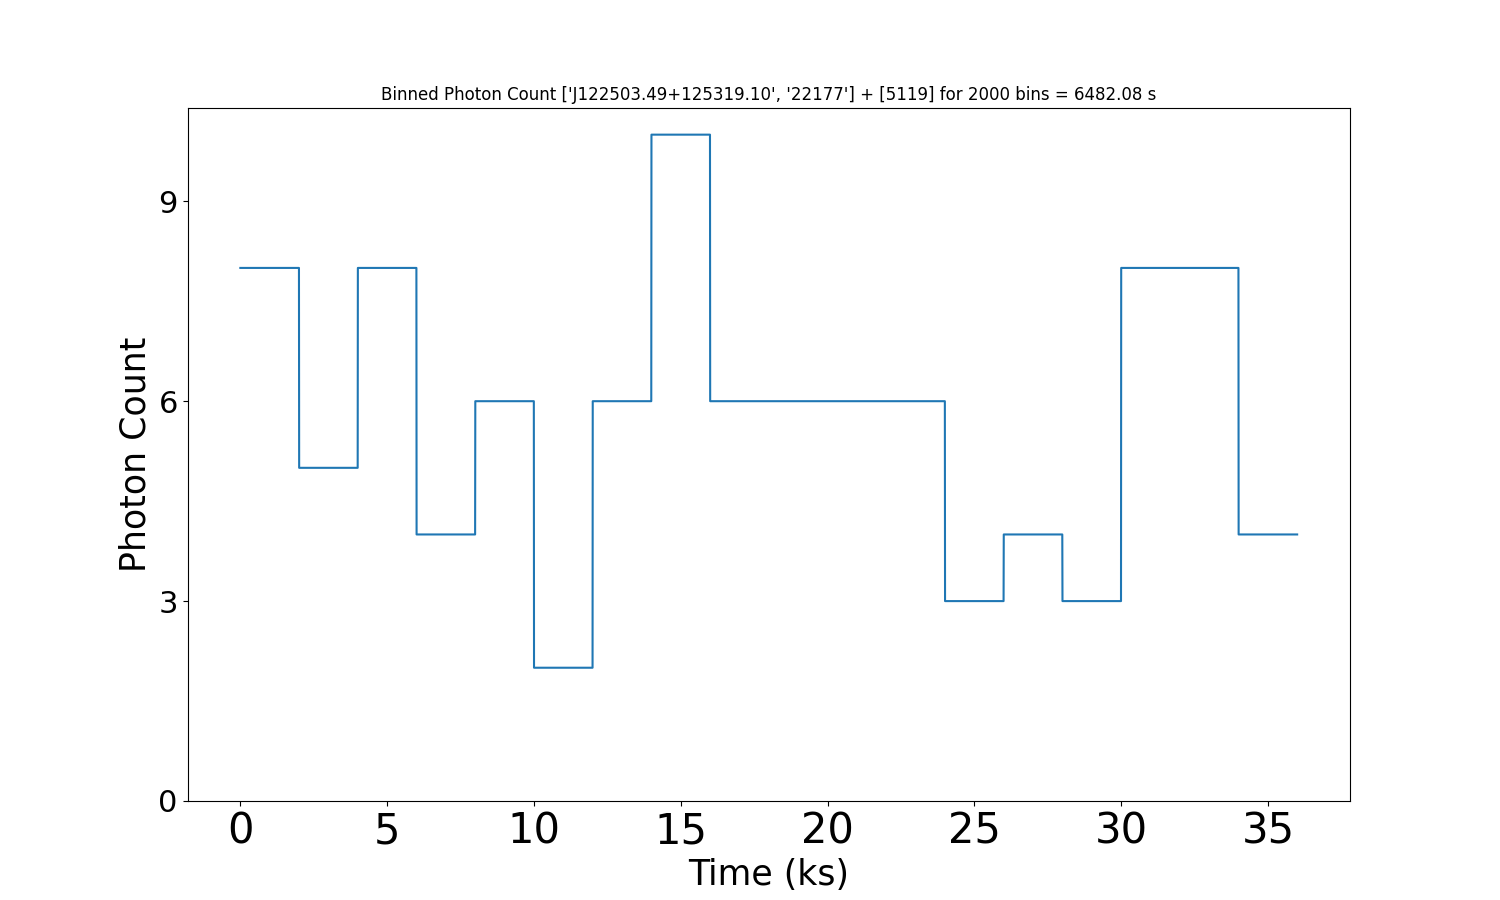 Binned Photon Count ['J122503.49+125319.10', '22177'] + [5119] for 2000 bins = 6482.08 s
9
6
3
0
Photon Count
0 5 10 15 20 25 30 35
Time (ks)